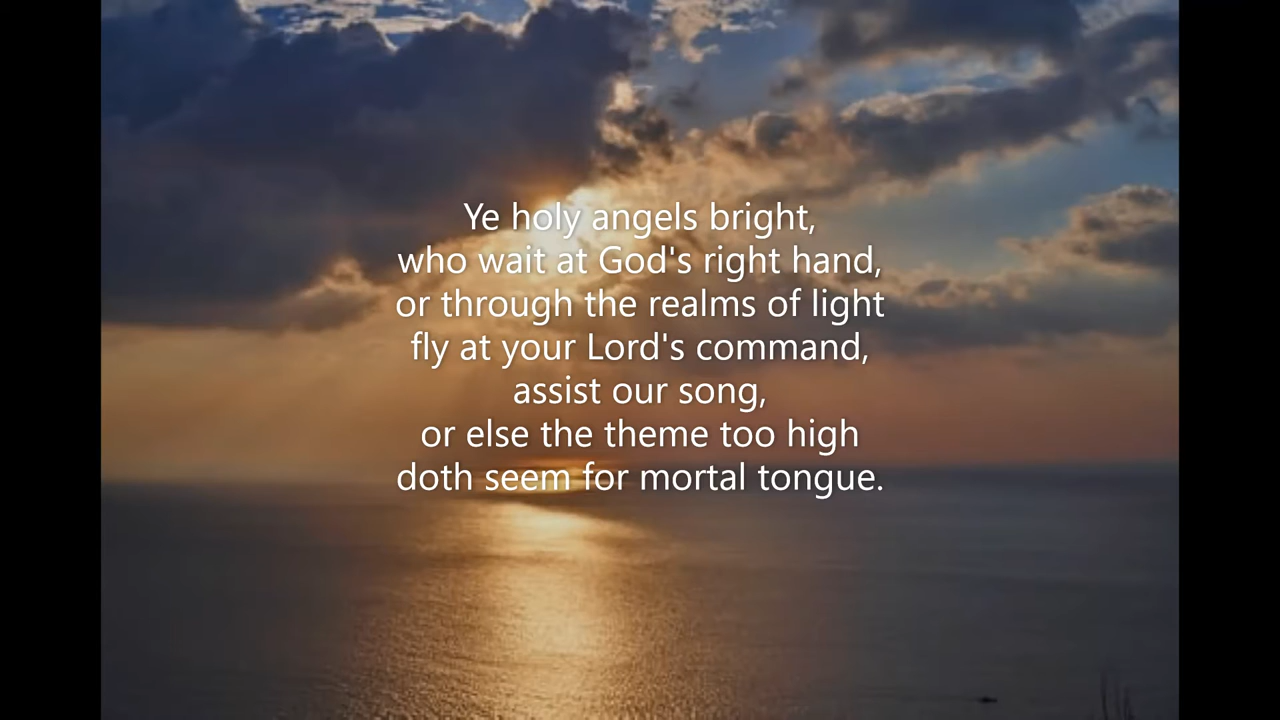 Ye holy angels bright,
who wait at God's right hand,
or through the realms of light
fly at your Lord's command,
assist our song,
or else the theme too high
doth seem for mortal tongue.